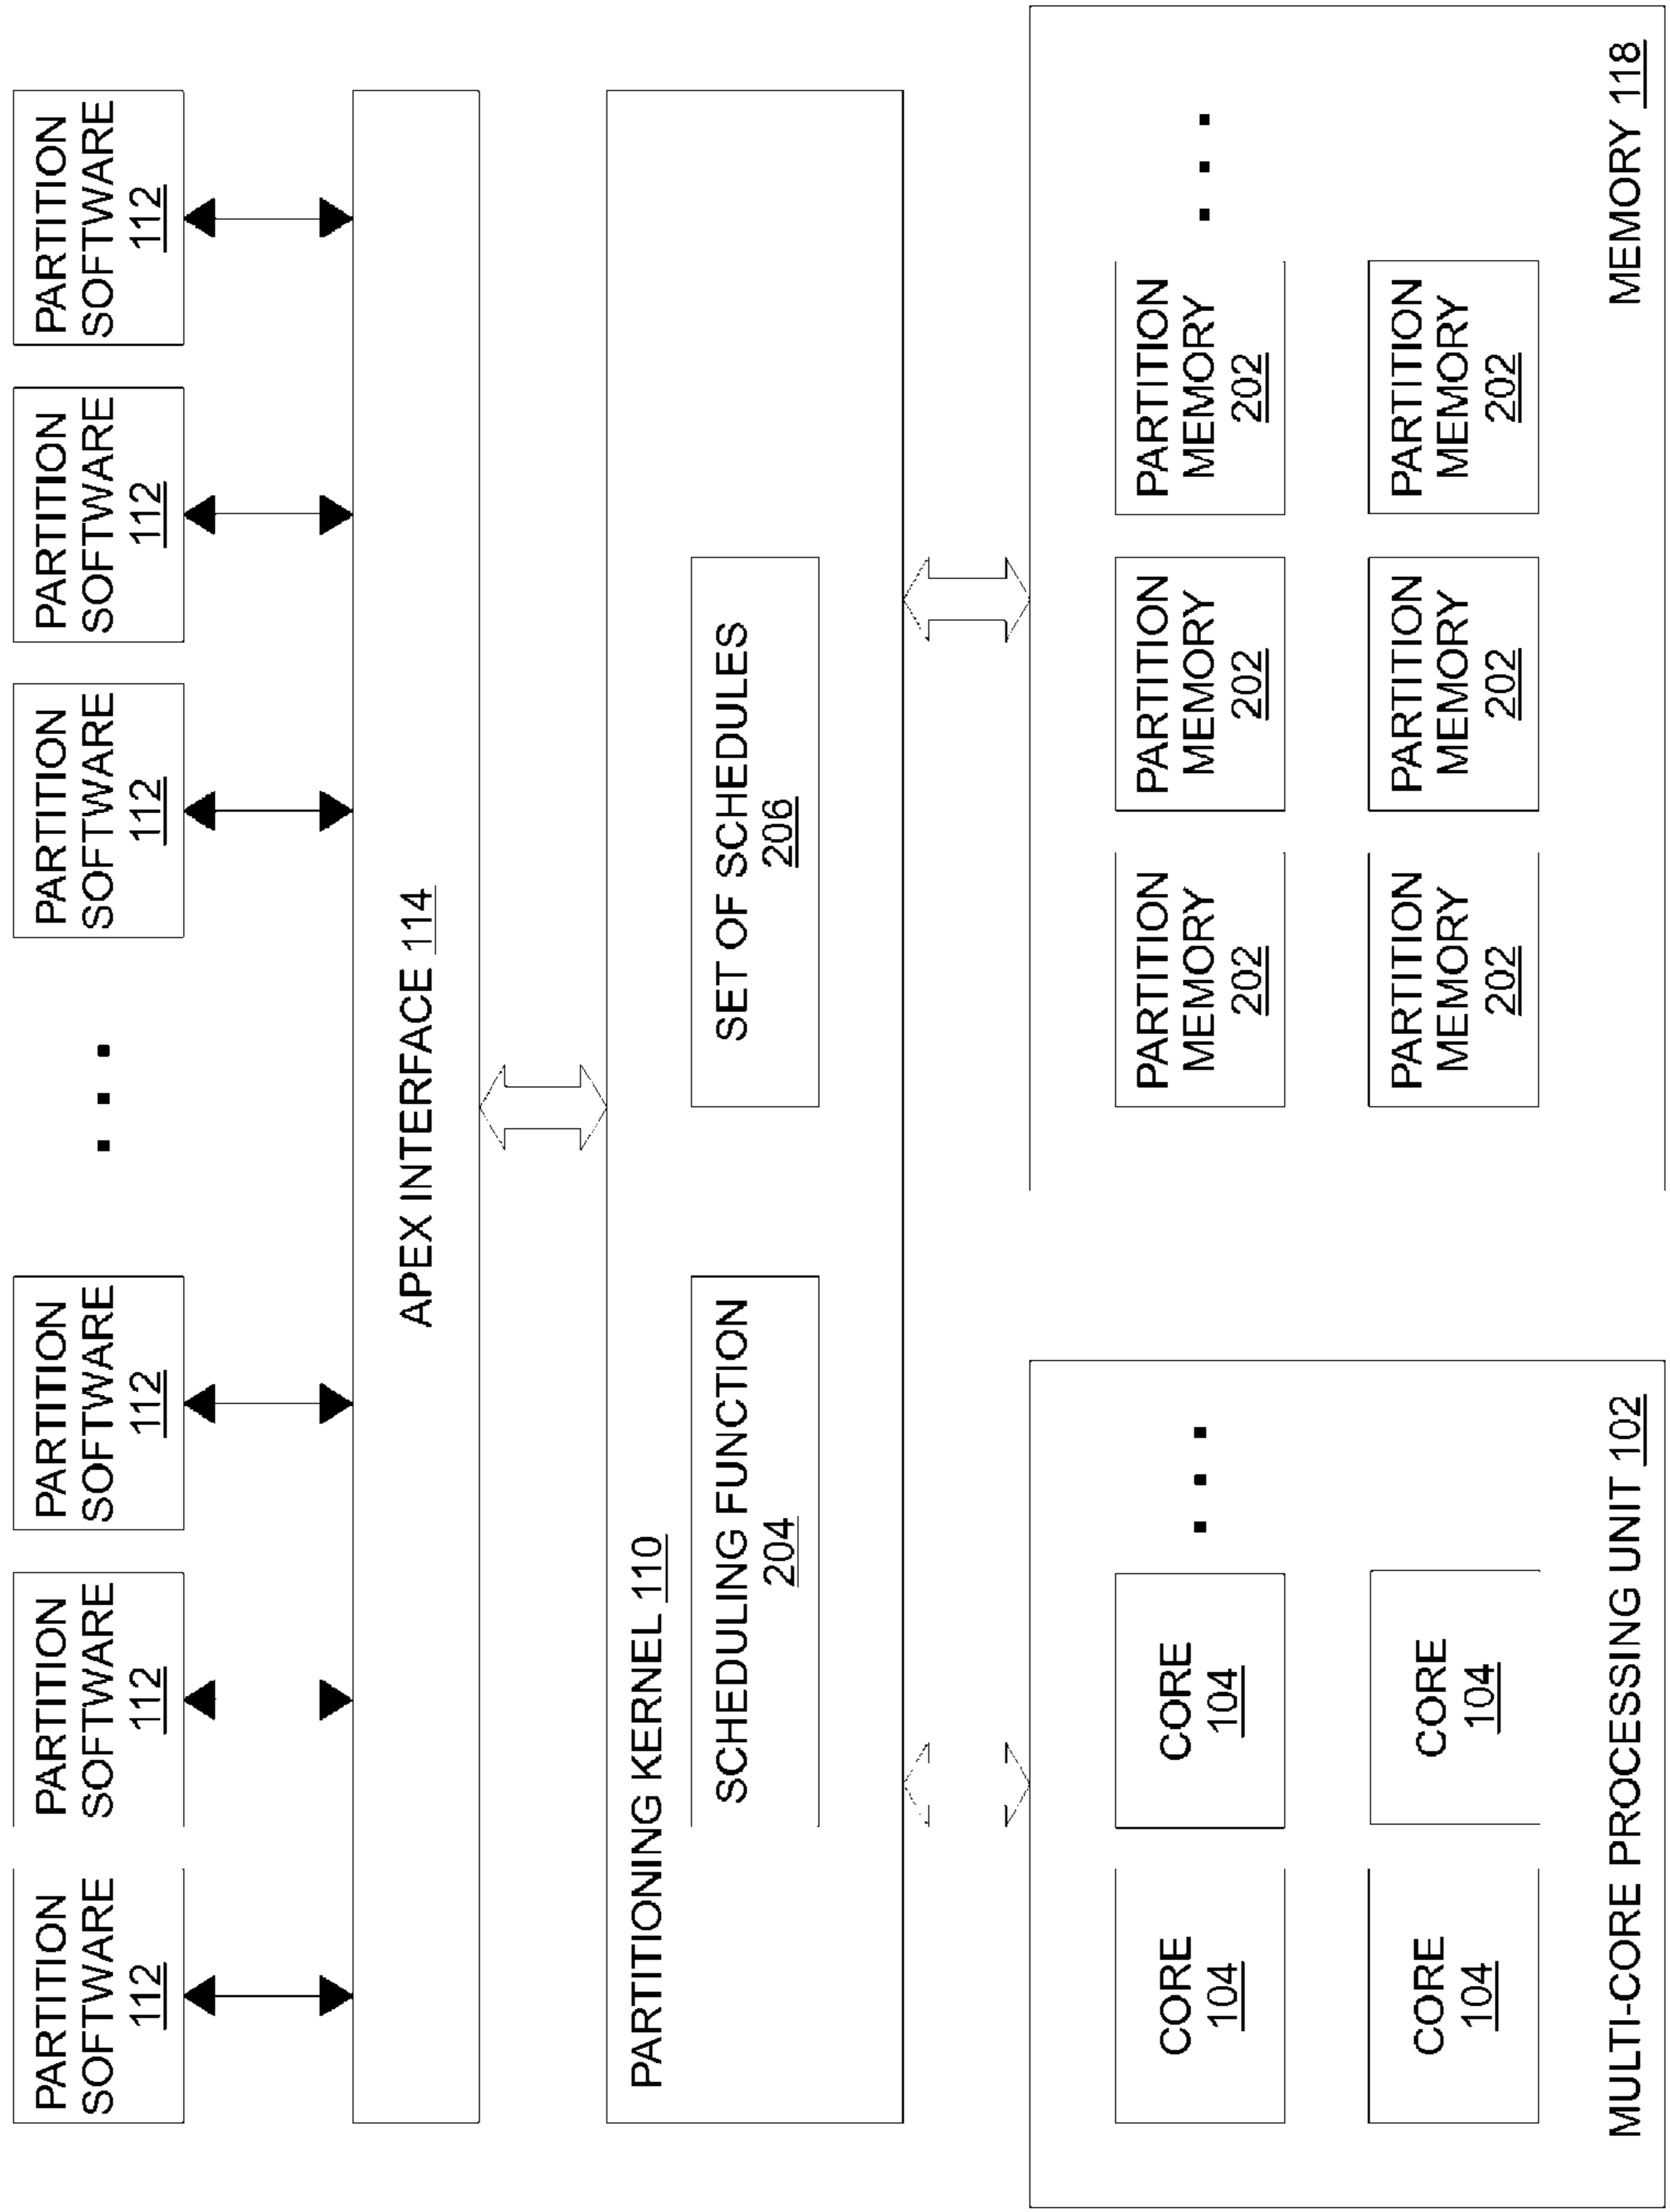 PARTITION
SOFTWARE
112
PARTITION
SOFTWARE
112
PARTITION
SOFTWARE
112
PARTITION
SOFTWARE
112
PARTITION
SOFTWARE
112
PARTITION
SOFTWARE
112
APEX INTERFACE 114
PARTITIONING KERNEL 110
SCHEDULING FUNCTION
204
SET OF SCHEDULES
206
CORE
104
CORE
104
CORE
104
CORE
104
MULTI-CORE PROCESSING UNIT 102
PARTITION
MEMORY
202
PARTITION
MEMORY
202
PARTITION
MEMORY
202
PARTITION
MEMORY
202
PARTITION
MEMORY
202
PARTITION
MEMORY
202
MEMORY 118